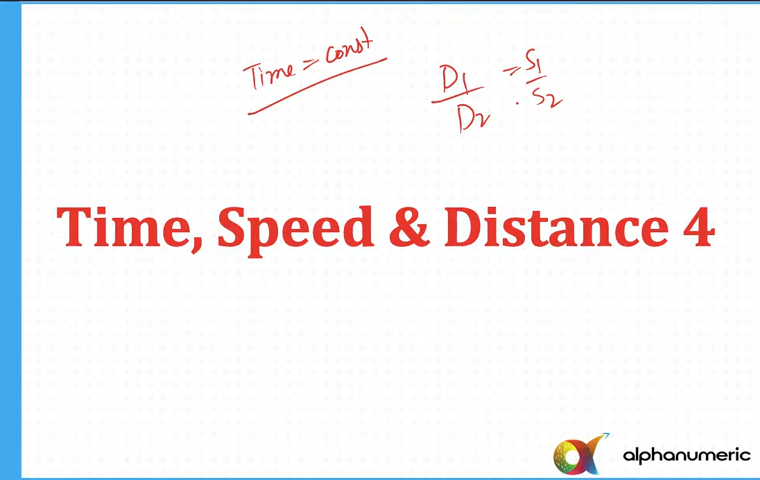 Time = const
D1/D2 = S1/S2
Time, Speed & Distance 4
alphanumeric